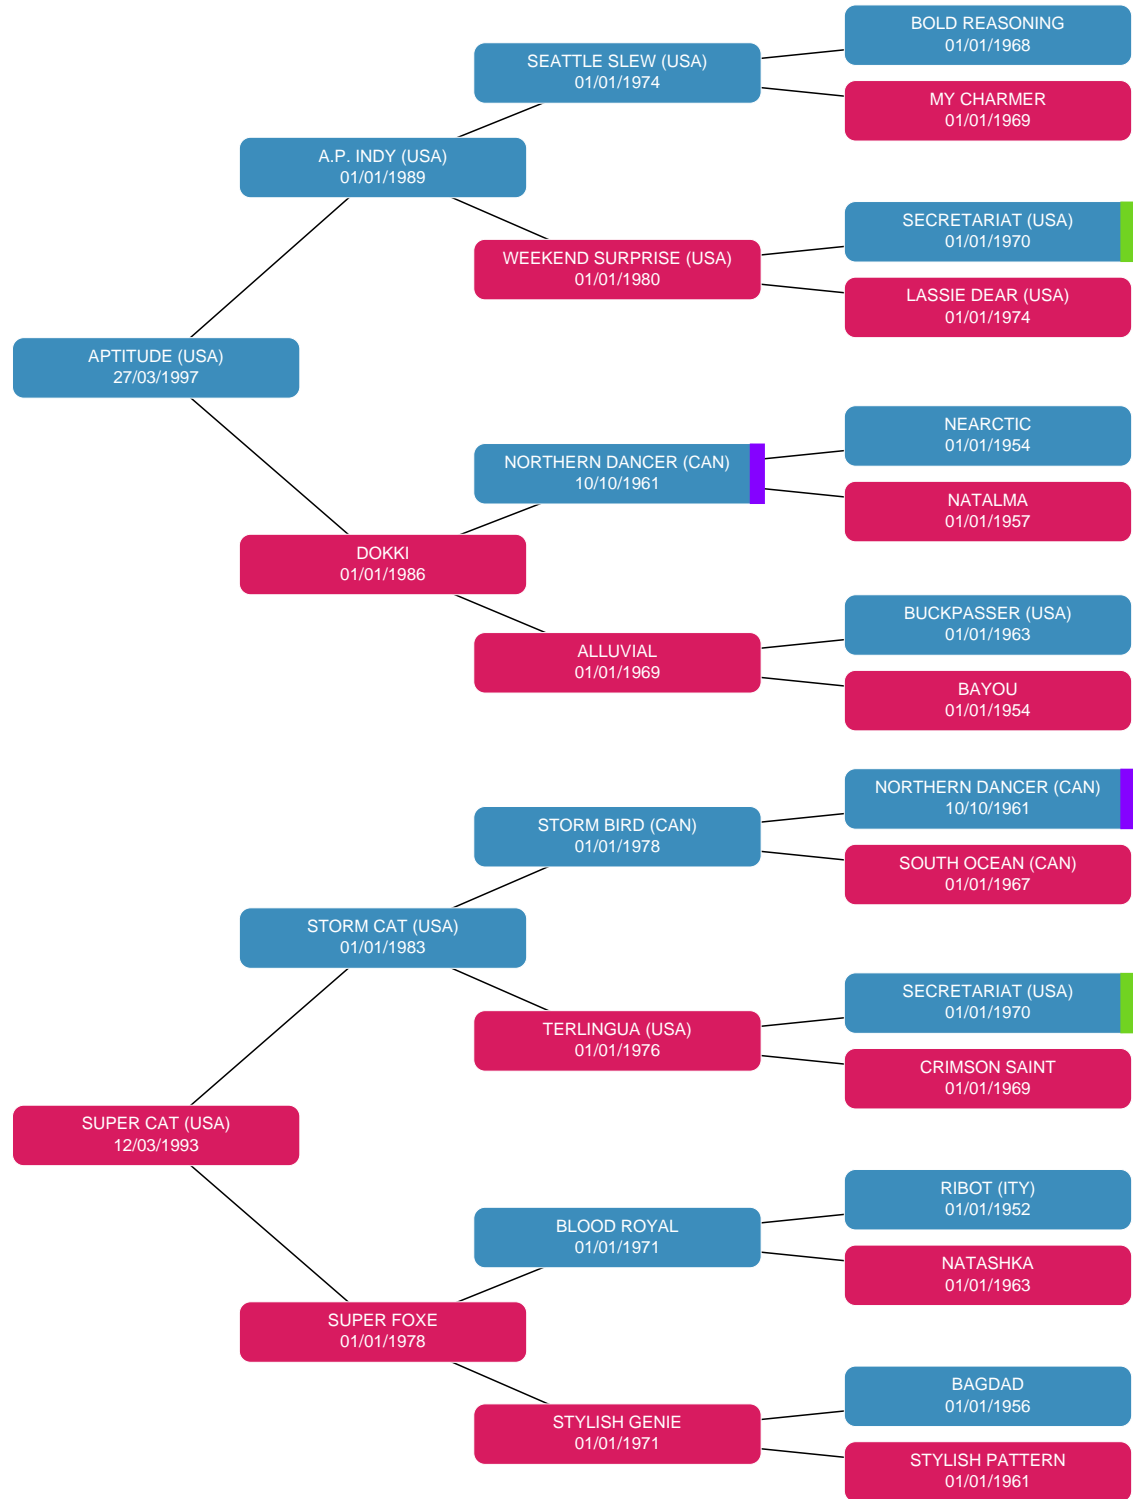 BOLD REASONING
01/01/1968
SEATTLE SLEW (USA)
01/01/1974
MY CHARMER
01/01/1969
A.P. INDY (USA)
01/01/1989
SECRETARIAT (USA)
01/01/1970
WEEKEND SURPRISE (USA)
01/01/1980
LASSIE DEAR (USA)
01/01/1974
APTITUDE (USA)
27/03/1997
NEARCTIC
01/01/1954
NORTHERN DANCER (CAN)
10/10/1961
NATALMA
01/01/1957
DOKKI
01/01/1986
BUCKPASSER (USA)
01/01/1963
ALLUVIAL
01/01/1969
BAYOU
01/01/1954
NORTHERN DANCER (CAN)
10/10/1961
STORM BIRD (CAN)
01/01/1978
SOUTH OCEAN (CAN)
01/01/1967
STORM CAT (USA)
01/01/1983
SECRETARIAT (USA)
01/01/1970
TERLINGUA (USA)
01/01/1976
CRIMSON SAINT
01/01/1969
SUPER CAT (USA)
12/03/1993
RIBOT (ITY)
01/01/1952
BLOOD ROYAL
01/01/1971
NATASHKA
01/01/1963
SUPER FOXE
01/01/1978
BAGDAD
01/01/1956
STYLISH GENIE
01/01/1971
STYLISH PATTERN
01/01/1961